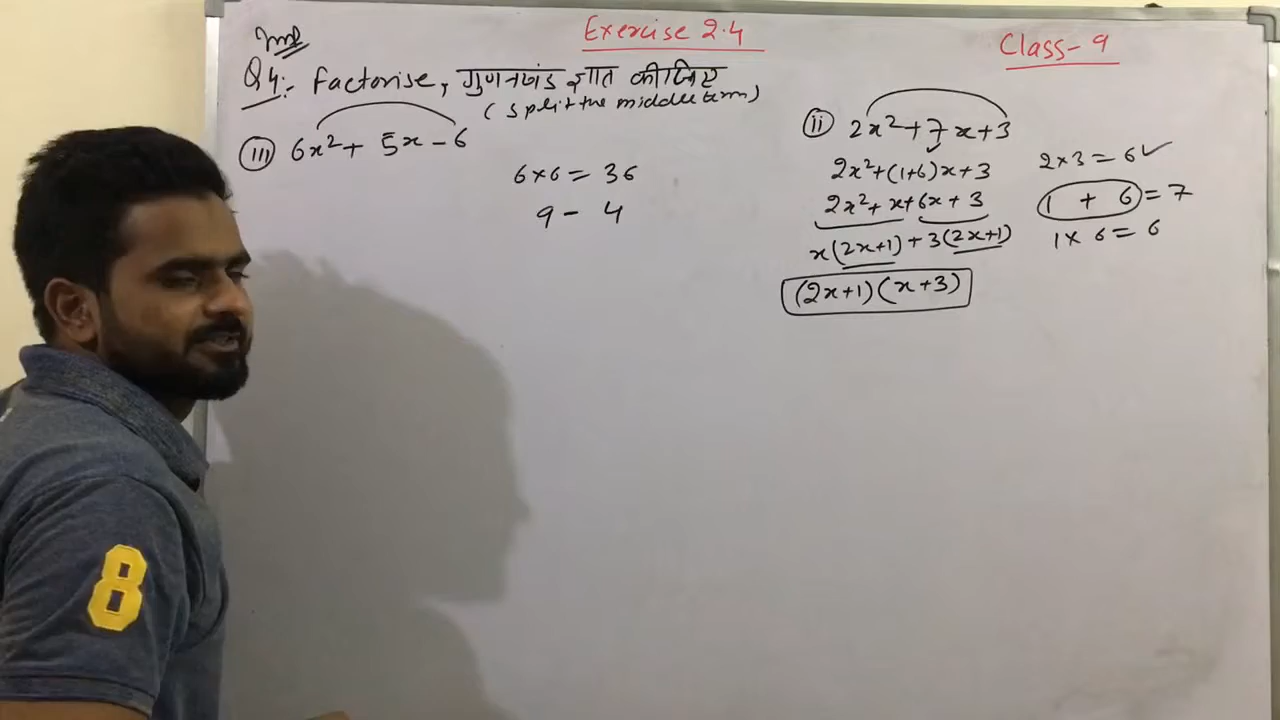 Exercise 2.4
Class-9
Imp
Q4:- Factorise, गुणनखंड ज्ञात कीजिए
(split the middle term)
(iii) 6x²+ 5x - 6
6×6 = 36
9 - 4
(ii) 2x²+7x+3
2x²+(1+6)x+3
2x²+x+6x+3
x(2x+1)+3(2x+1)
(2x+1)(x+3)
2×3=6✓
1 + 6=7
1×6=6
8